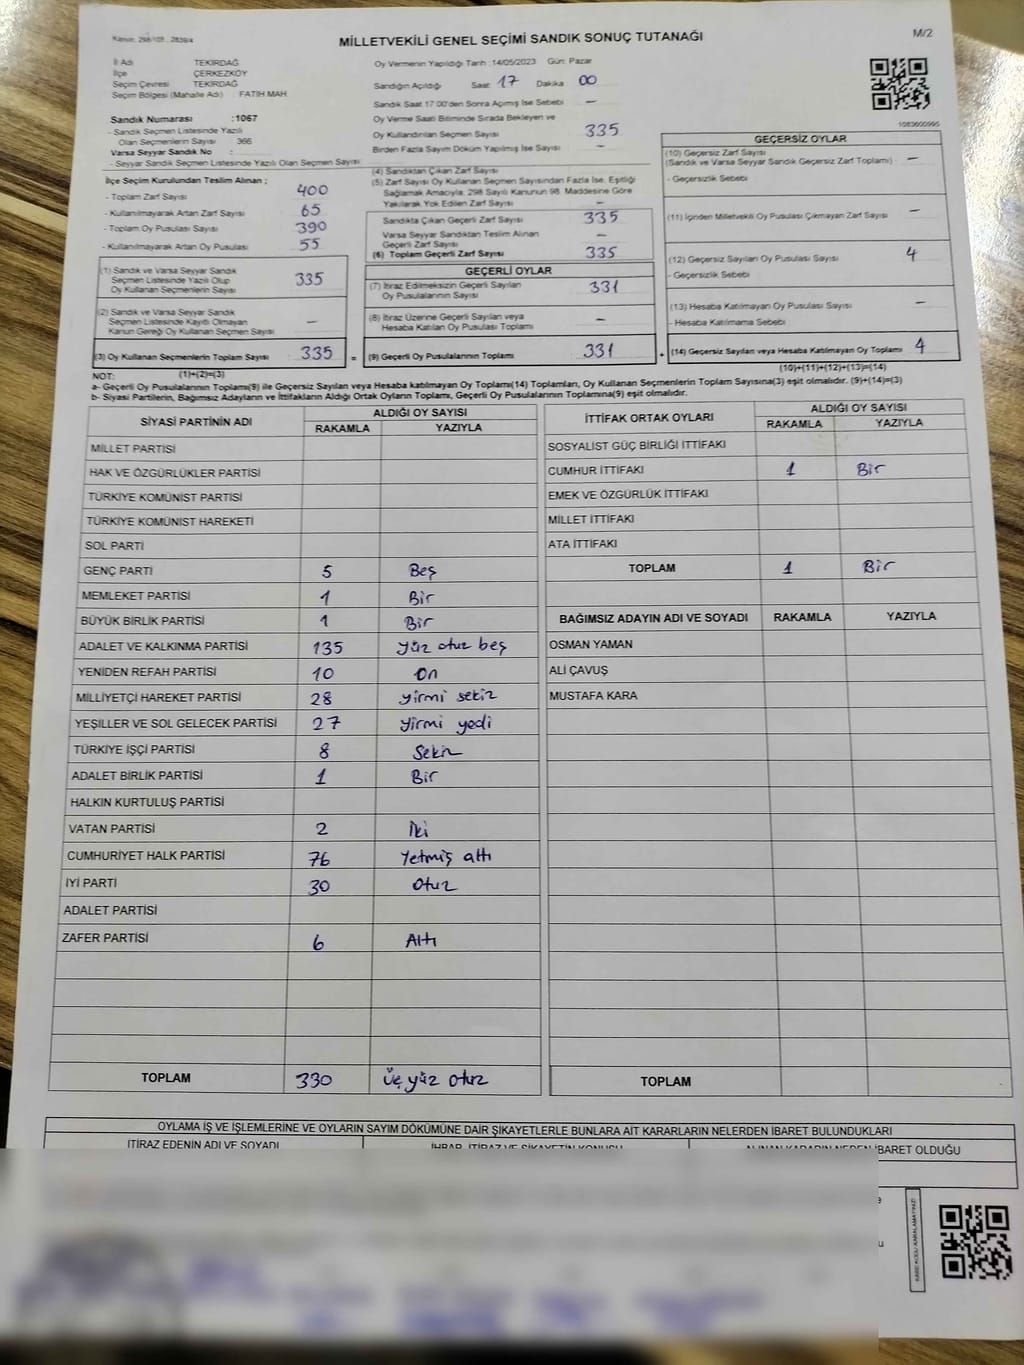 Kanun: 298/105 , 2839/4
M/2
MİLLETVEKİLİ GENEL SEÇİMİ SANDIK SONUÇ TUTANAĞI
İl Adı TEKİRDAĞ
İlçe ÇERKEZKÖY
Seçim Çevresi TEKİRDAĞ
Seçim Bölgesi (Mahalle Adı) : FATİH MAH.
Sandık Numarası :1067
- Sandık Seçmen Listesinde Yazılı
Olan Seçmenlerin Sayısı 366
Varsa Seyyar Sandık No :
- Seyyar Sandık Seçmen Listesinde Yazılı Olan Seçmen Sayısı
Oy Vermenin Yapıldığı Tarih :14/05/2023 Gün: Pazar
Sandığın Açıldığı Saat 17 Dakika 00
Sandık Saat 17.00'den Sonra Açılmış İse Sebebi -
Oy Verme Saati Bitiminde Sırada Bekleyen ve
Oy Kullandırılan Seçmen Sayısı 335
Birden Fazla Sayım Döküm Yapılmış İse Sayısı -
1083600995
İlçe Seçim Kurulundan Teslim Alınan ;
- Toplam Zarf Sayısı 400
- Kullanılmayarak Artan Zarf Sayısı 65
- Toplam Oy Pusulası 390
- Kullanılmayarak Artan Oy Pusulası 55
(4) Sandıktan Çıkan Zarf Sayısı
(5) Zarf Sayısı Oy Kullanan Seçmen Sayısından Fazla İse, Eşitliği
Sağlamak Amacıyla, 298 Sayılı Kanunun 98. Maddesine Göre
Yakılarak Yok Edilen Zarf Sayısı -
Sandıkta Çıkan Geçerli Zarf Sayısı 335
Varsa Seyyar Sandıktan Teslim Alınan
Geçerli Zarf Sayısı -
(6) Toplam Geçerli Zarf Sayısı 335
GEÇERSİZ OYLAR
(10) Geçersiz Zarf Sayısı
(Sandık ve Varsa Seyyar Sandık Geçersiz Zarf Toplamı) -
- Geçersizlik Sebebi
(11) İçinden Milletvekili Oy Pusulası Çıkmayan Zarf Sayısı -
(12) Geçersiz Sayılan Oy Pusulası Sayısı 4
- Geçersizlik Sebebi
(13) Hesaba Katılmayan Oy Pusulası Sayısı -
- Hesaba Katılmama Sebebi
(14) Geçersiz Sayılan veya Hesaba Katılmayan Oy Toplamı 4
(10)+(11)+(12)+(13)=(14)
(1) Sandık ve Varsa Seyyar Sandık
Seçmen Listesinde Yazılı Olup
Oy Kullanan Seçmenlerin Sayısı 335
(2) Sandık ve Varsa Seyyar Sandık
Seçmen Listesinde Kayıtlı Olmayan
Kanun Gereği Oy Kullanan Seçmen Sayısı -
(3) Oy Kullanan Seçmenlerin Toplam Sayısı 335 =
(1)+(2)=(3)
GEÇERLİ OYLAR
(7) İtiraz Edilmeksizin Geçerli Sayılan
Oy Pusulalarının Sayısı 331
(8) İtiraz Üzerine Geçerli Sayılan veya
Hesaba Katılan Oy Pusulası Toplamı -
(9) Geçerli Oy Pusulalarının Toplamı 331 +
NOT:
a- Geçerli Oy Pusulalarının Toplamı(9) ile Geçersiz Sayılan veya Hesaba katılmayan Oy Toplamı(14) Toplamları, Oy Kullanan Seçmenlerin Toplam Sayısına(3) eşit olmalıdır. (9)+(14)=(3)
b- Siyasi Partilerin, Bağımsız Adayların ve İttifakların Aldığı Ortak Oyların Toplamı, Geçerli Oy Pusulalarının Toplamına(9) eşit olmalıdır.
SİYASİ PARTİNİN ADI ALDIĞI OY SAYISI
RAKAMLA YAZIYLA
MİLLET PARTİSİ
HAK VE ÖZGÜRLÜKLER PARTİSİ
TÜRKİYE KOMÜNİST PARTİSİ
TÜRKİYE KOMÜNİST HAREKETİ
SOL PARTİ
GENÇ PARTİ 5 Beş
MEMLEKET PARTİSİ 1 Bir
BÜYÜK BİRLİK PARTİSİ 1 Bir
ADALET VE KALKINMA PARTİSİ 135 yüz otuz beş
YENİDEN REFAH PARTİSİ 10 on
MİLLİYETÇİ HAREKET PARTİSİ 28 yirmi sekiz
YEŞİLLER VE SOL GELECEK PARTİSİ 27 yirmi yedi
TÜRKİYE İŞÇİ PARTİSİ 8 Sekiz
ADALET BİRLİK PARTİSİ 1 Bir
HALKIN KURTULUŞ PARTİSİ
VATAN PARTİSİ 2 İki
CUMHURİYET HALK PARTİSİ 76 Yetmiş altı
İYİ PARTİ 30 Otuz
ADALET PARTİSİ
ZAFER PARTİSİ 6 Altı
TOPLAM 330 üç yüz otuz
İTTİFAK ORTAK OYLARI ALDIĞI OY SAYISI
RAKAMLA YAZIYLA
SOSYALİST GÜÇ BİRLİĞİ İTTİFAKI
CUMHUR İTTİFAKI 1 Bir
EMEK VE ÖZGÜRLÜK İTTİFAKI
MİLLET İTTİFAKI
ATA İTTİFAKI
TOPLAM 1 Bir
BAĞIMSIZ ADAYIN ADI VE SOYADI RAKAMLA YAZIYLA
OSMAN YAMAN
ALİ ÇAVUŞ
MUSTAFA KARA
TOPLAM
OYLAMA İŞ VE İŞLEMLERİNE VE OYLARIN SAYIM DÖKÜMÜNE DAİR ŞİKAYETLERLE BUNLARA AİT KARARLARIN NELERDEN İBARET BULUNDUKLARI
İTİRAZ EDENİN ADI VE SOYADI İHBAR, İTİRAZ VE ŞİKAYETİN KONUSU ALINAN KARARIN NEDEN İBARET OLDUĞU
KARE KODU KARALAMAYINIZ!